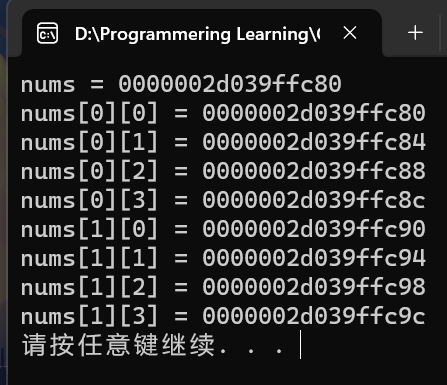 D:\Programmering Learning\
nums = 0000002d039ffc80
nums[0][0] = 0000002d039ffc80
nums[0][1] = 0000002d039ffc84
nums[0][2] = 0000002d039ffc88
nums[0][3] = 0000002d039ffc8c
nums[1][0] = 0000002d039ffc90
nums[1][1] = 0000002d039ffc94
nums[1][2] = 0000002d039ffc98
nums[1][3] = 0000002d039ffc9c
请按任意键继续. . .